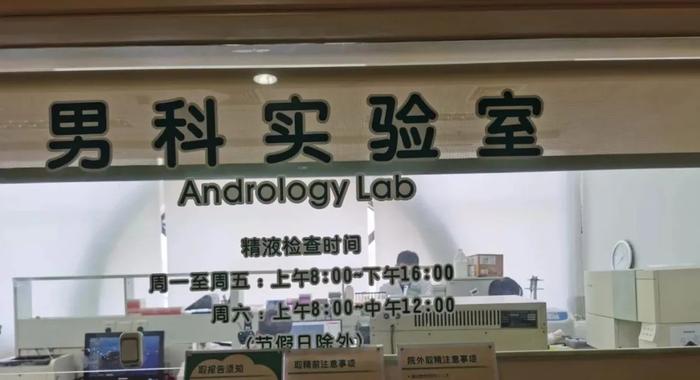 男科实验室
Andrology Lab
精液检查时间
周一至周五：上午8:00~下午16:00
周六：上午8:00~中午12:00
（节假日除外）
取报告须知
取精前注意事项
院外取精注意事项